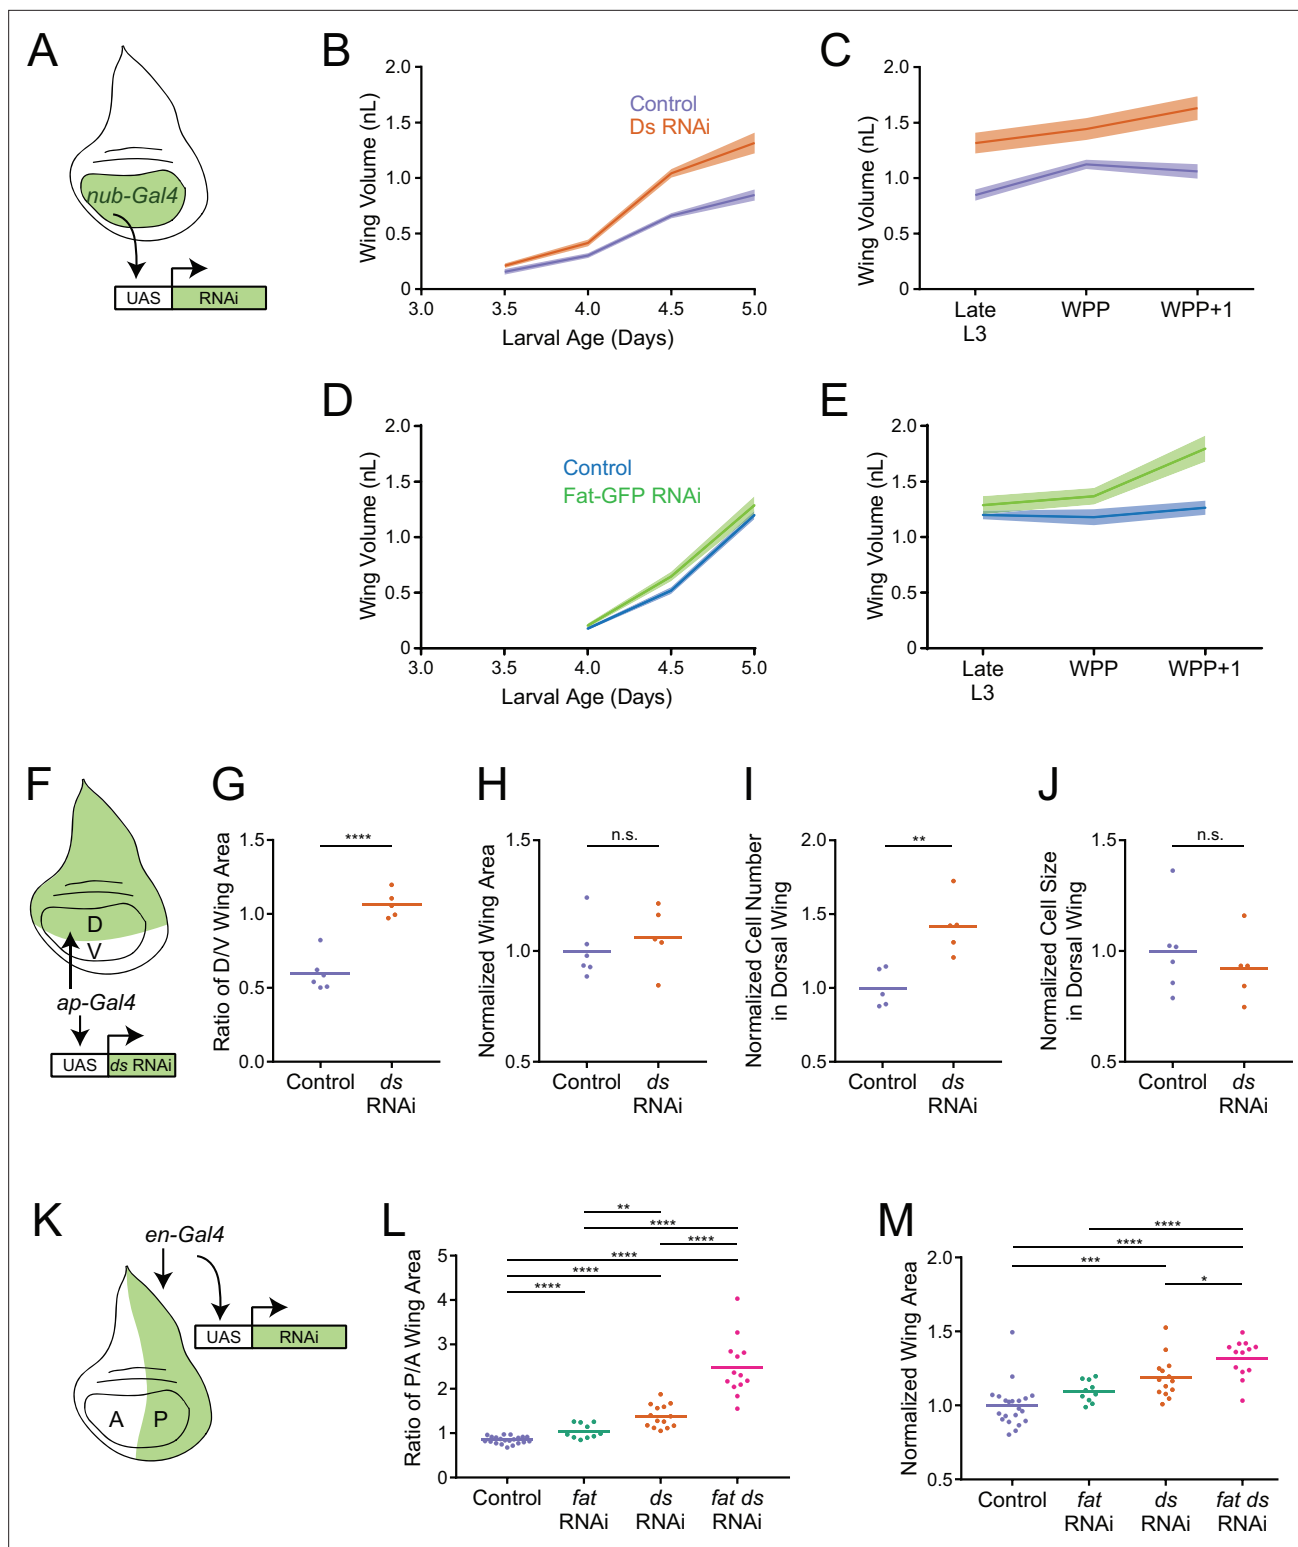 A
nub-Gal4
UAS
RNAi
B
Wing Volume (nL)
2.0
1.5
1.0
0.5
0
Control
Ds RNAi
3.0
3.5
4.0
4.5
5.0
Larval Age (Days)
C
Wing Volume (nL)
2.0
1.5
1.0
0.5
0
Late
L3
WPP
WPP+1
D
Wing Volume (nL)
2.0
1.5
1.0
0.5
0
Control
Fat-GFP RNAi
3.0
3.5
4.0
4.5
5.0
Larval Age (Days)
E
Wing Volume (nL)
2.0
1.5
1.0
0.5
0
Late
L3
WPP
WPP+1
F
D
V
ap-Gal4
UAS
ds RNAi
G
Ratio of D/V Wing Area
1.5
1.0
0.5
0.0
****
Control
ds
RNAi
H
Normalized Wing Area
1.5
1.0
0.5
n.s.
Control
ds
RNAi
I
Normalized Cell Number
in Dorsal Wing
2.0
1.5
1.0
0.5
**
Control
ds
RNAi
J
Normalized Cell Size
in Dorsal Wing
1.5
1.0
0.5
n.s.
Control
ds
RNAi
K
en-Gal4
UAS
RNAi
A
P
L
Ratio of P/A Wing Area
5
4
3
2
1
0
**
****
****
****
****
****
Control
fat
RNAi
ds
RNAi
fat ds
RNAi
M
Normalized Wing Area
2.0
1.5
1.0
0.5
****
****
***
*
Control
fat
RNAi
ds
RNAi
fat ds
RNAi